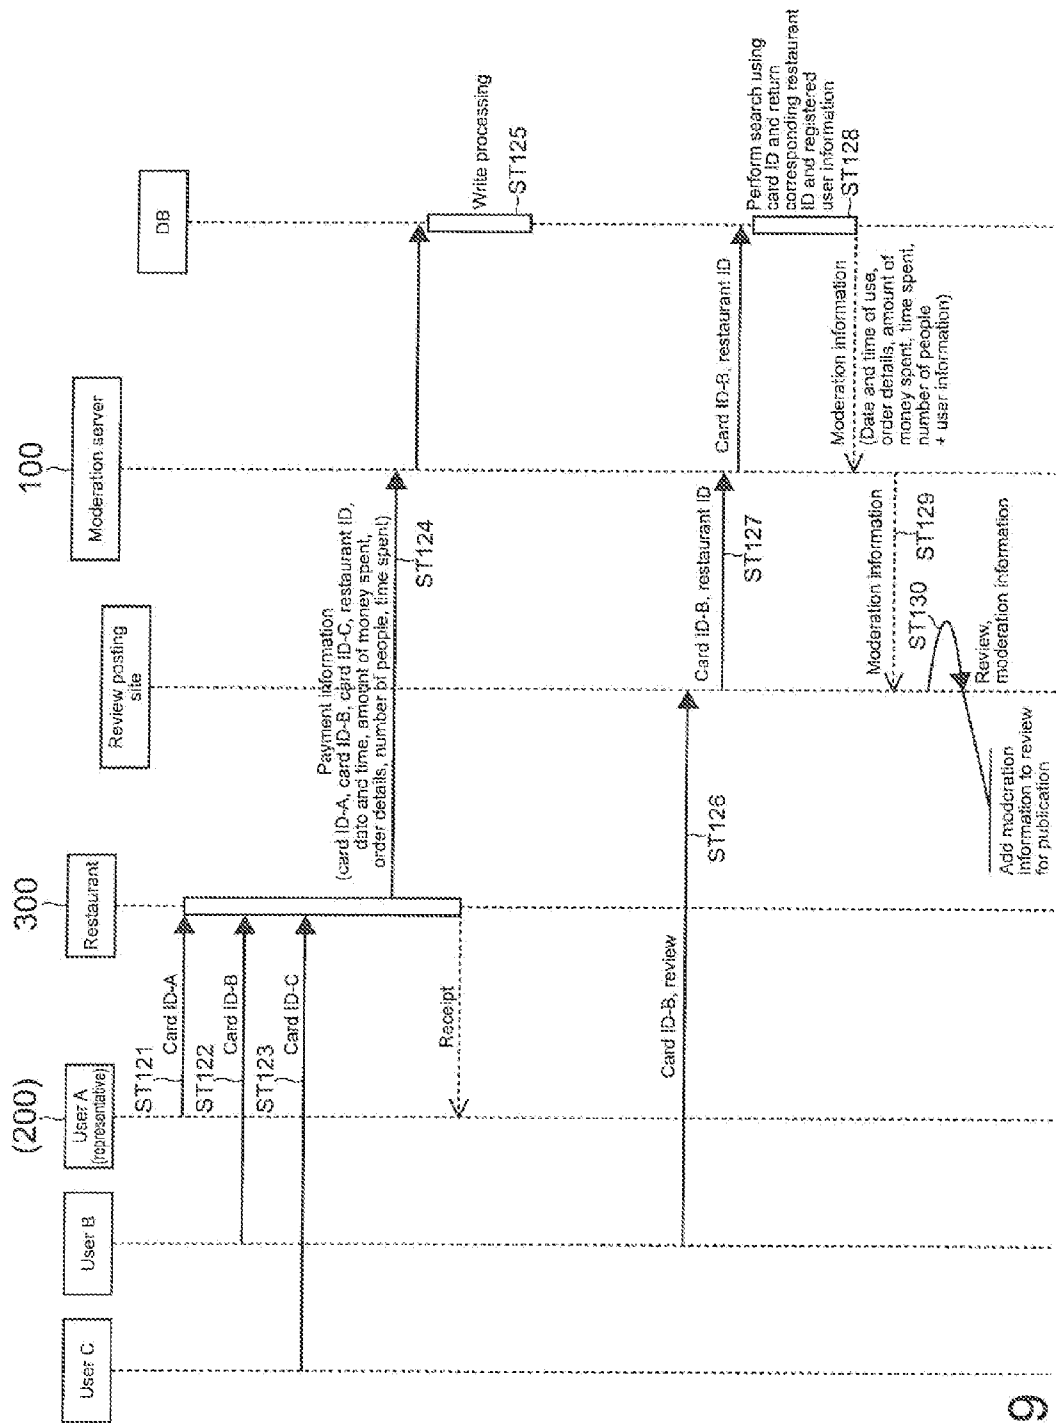 (200)
300
100
User C
User B
User A
(representative)
Restaurant
Review posting
site
Moderation server
DB
ST121
Card ID-A
ST122
Card ID-B
ST123
Card ID-C
Payment information
(card ID-A, card ID-B, card ID-C, restaurant ID,
date and time, amount of money spent,
order details, number of people, time spent)
ST124
Write processing
ST125
Receipt
Card ID-B, review
ST126
Card ID-B, restaurant ID
ST127
Card ID-B, restaurant ID
Perform search using
card ID and return
corresponding restaurant
ID and registered
user information
ST128
Moderation information
(Date and time of use,
order details, amount of
money spent, time spent,
number of people
+ user information)
Moderation information
ST129
ST130
Review,
moderation information
Add moderation
information to review
for publication
9